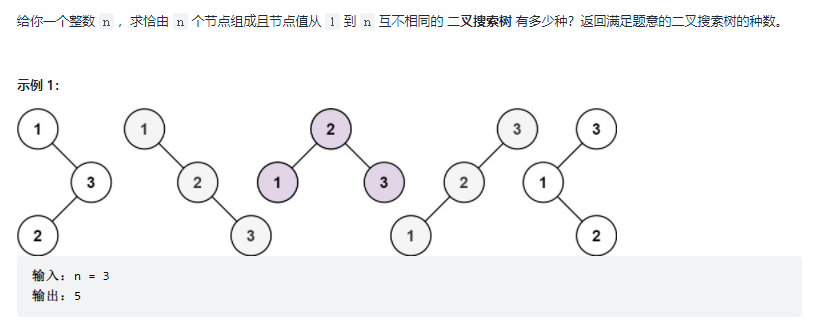 给你一个整数 n ，求恰由 n 个节点组成且节点值从 1 到 n 互不相同的 二叉搜索树 有多少种？返回满足题意的二叉搜索树的种数。
示例 1：
1 1 2 3 3
3 2 1 3 2 1
2 3 1 2
输入：n = 3
输出：5